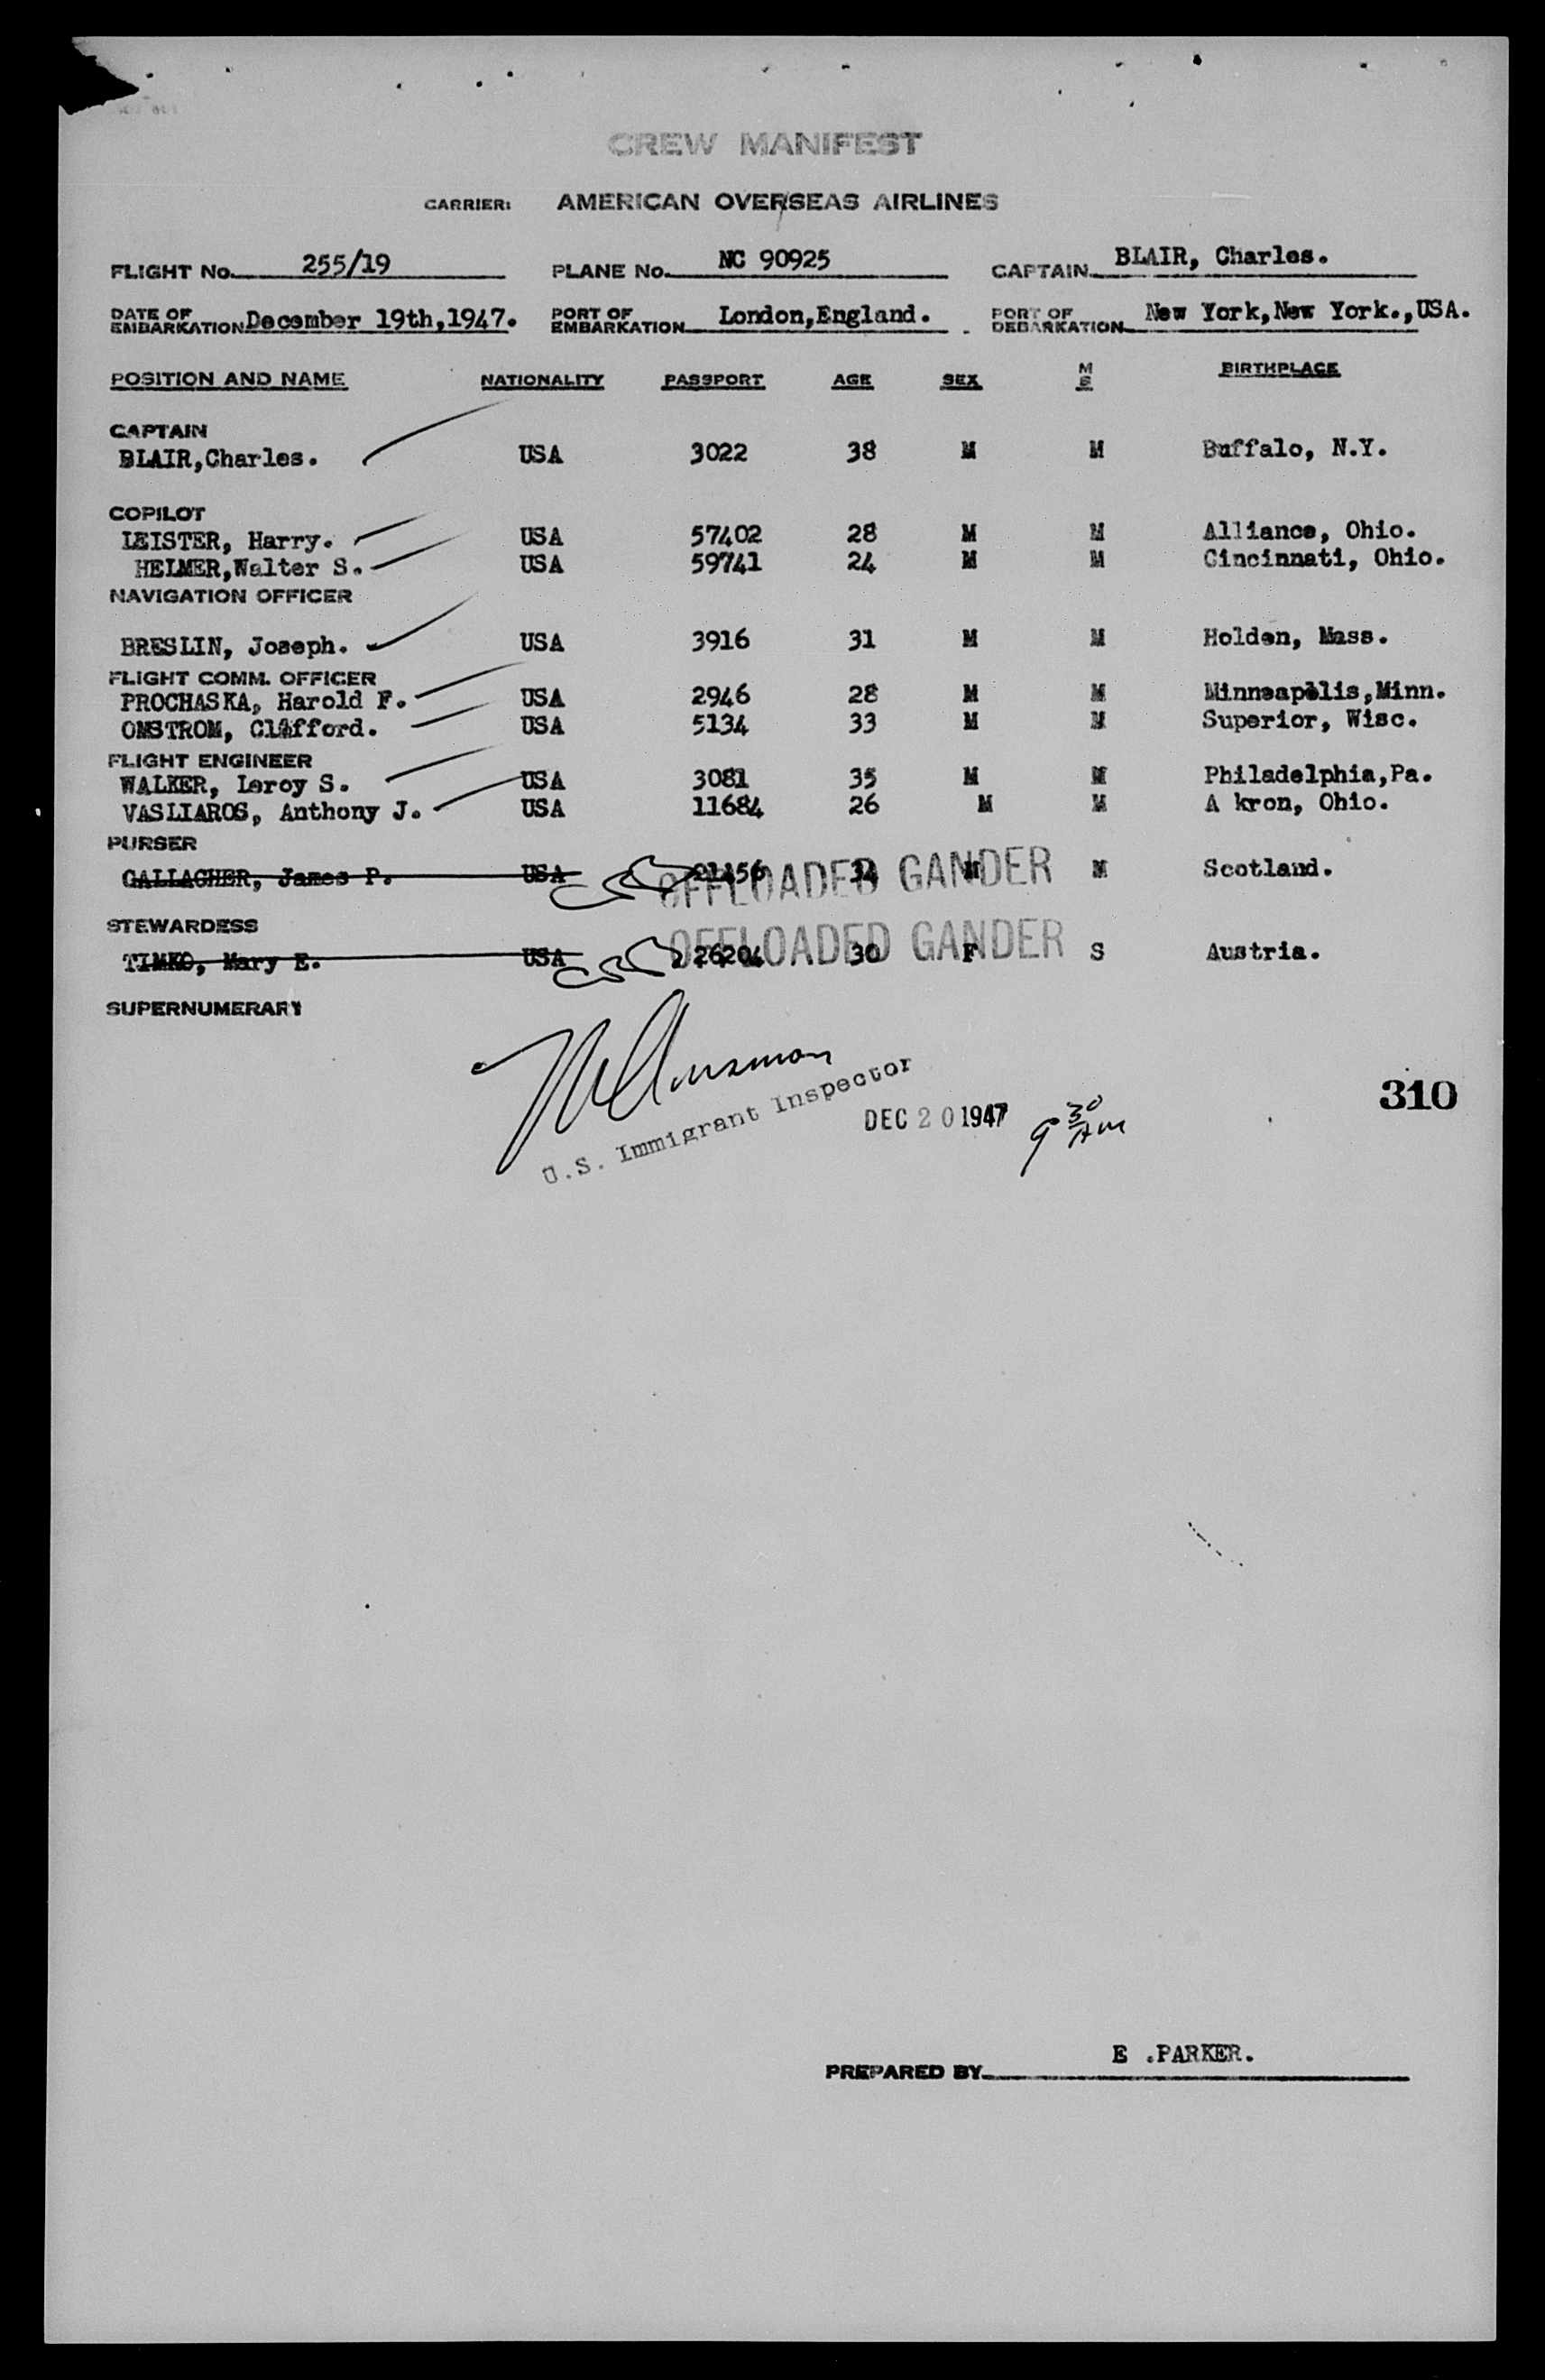 CREW MANIFEST
CARRIER: AMERICAN OVERSEAS AIRLINES
FLIGHT No. 255/19 PLANE No. NC 90925 CAPTAIN BLAIR, Charles.
DATE OF EMBARKATION December 19th,1947. PORT OF EMBARKATION London,England. PORT OF DEBARKATION New York,New York.,USA.
POSITION AND NAME NATIONALITY PASSPORT AGE SEX M S BIRTHPLACE
CAPTAIN
BLAIR,Charles. USA 3022 38 M M Buffalo, N.Y.
COPILOT
LEISTER, Harry. USA 57402 28 M M Alliance, Ohio.
HELMER,Walter S. USA 59741 24 M M Cincinnati, Ohio.
NAVIGATION OFFICER
BRESLIN, Joseph. USA 3916 31 M M Holden, Mass.
FLIGHT COMM. OFFICER
PROCHASKA, Harold F. USA 2946 28 M M Minneapolis,Minn.
OMSTROM, Clifford. USA 5134 33 M M Superior, Wisc.
FLIGHT ENGINEER
WALKER, Leroy S. USA 3081 35 M M Philadelphia,Pa.
VASLIAROS, Anthony J. USA 11684 26 M M A kron, Ohio.
PURSER
GALLAGHER, James P. USA 21456 34 M M Scotland.
OFFLOADED GANDER
STEWARDESS
TIMKO, Mary E. USA 26204 30 F S Austria.
OFFLOADED GANDER
SUPERNUMERARY
U.S. Immigrant Inspector
DEC 20 1947 9 30 AM
310
PREPARED BY E .PARKER.